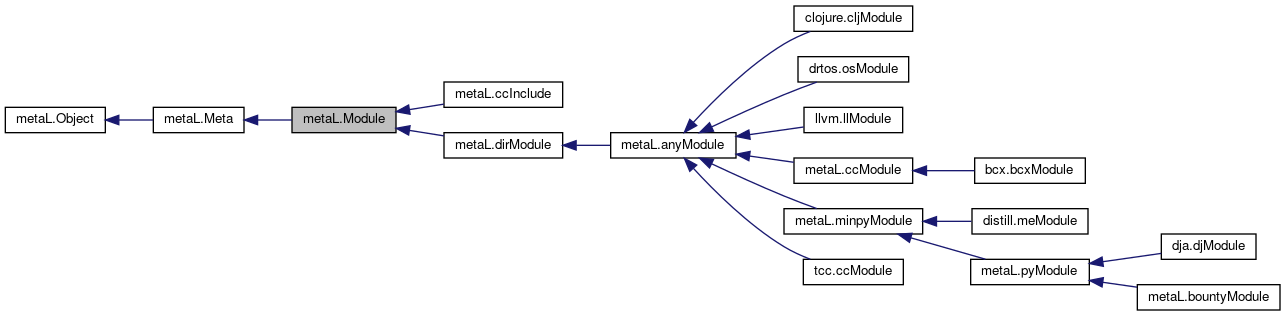 metaL.Object
metaL.Meta
metaL.Module
metaL.ccInclude
metaL.dirModule
metaL.anyModule
clojure.cljModule
drtos.osModule
llvm.llModule
metaL.ccModule
metaL.minpyModule
tcc.ccModule
bcx.bcxModule
distill.meModule
metaL.pyModule
dja.djModule
metaL.bountyModule